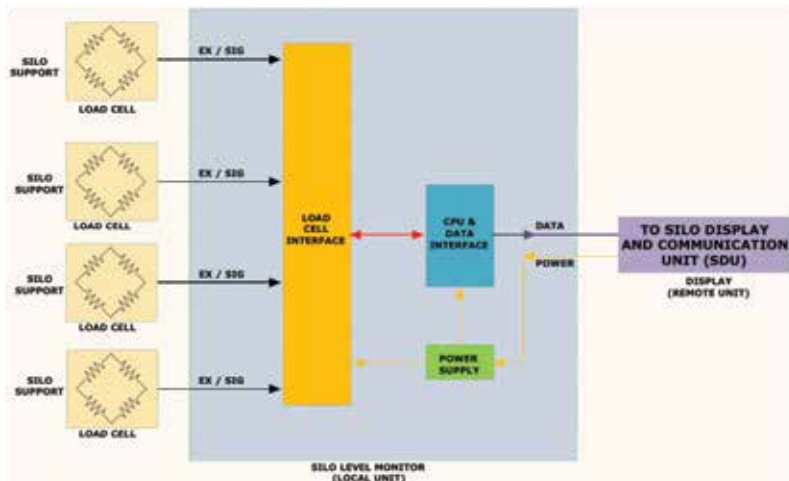 SILO
SUPPORT
LOAD CELL
EX / SIG
SILO
SUPPORT
LOAD CELL
EX / SIG
SILO
SUPPORT
LOAD CELL
EX / SIG
SILO
SUPPORT
LOAD CELL
EX / SIG
LOAD
CELL
INTERFACE
CPU &
DATA
INTERFACE
DATA
POWER
POWER
SUPPLY
TO SILO DISPLAY
AND COMMUNICATION
UNIT (SDU)
DISPLAY
(REMOTE UNIT)
SILO LEVEL MONITOR
(LOCAL UNIT)